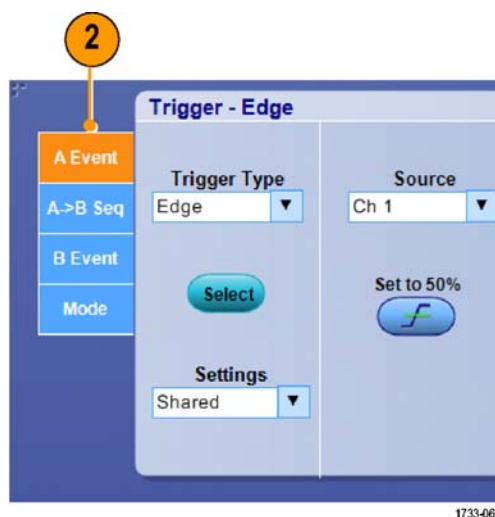 2
Trigger - Edge
A Event
A->B Seq
B Event
Mode
Trigger Type
Edge
Select
Settings
Shared
Source
Ch 1
Set to 50%
1733-06